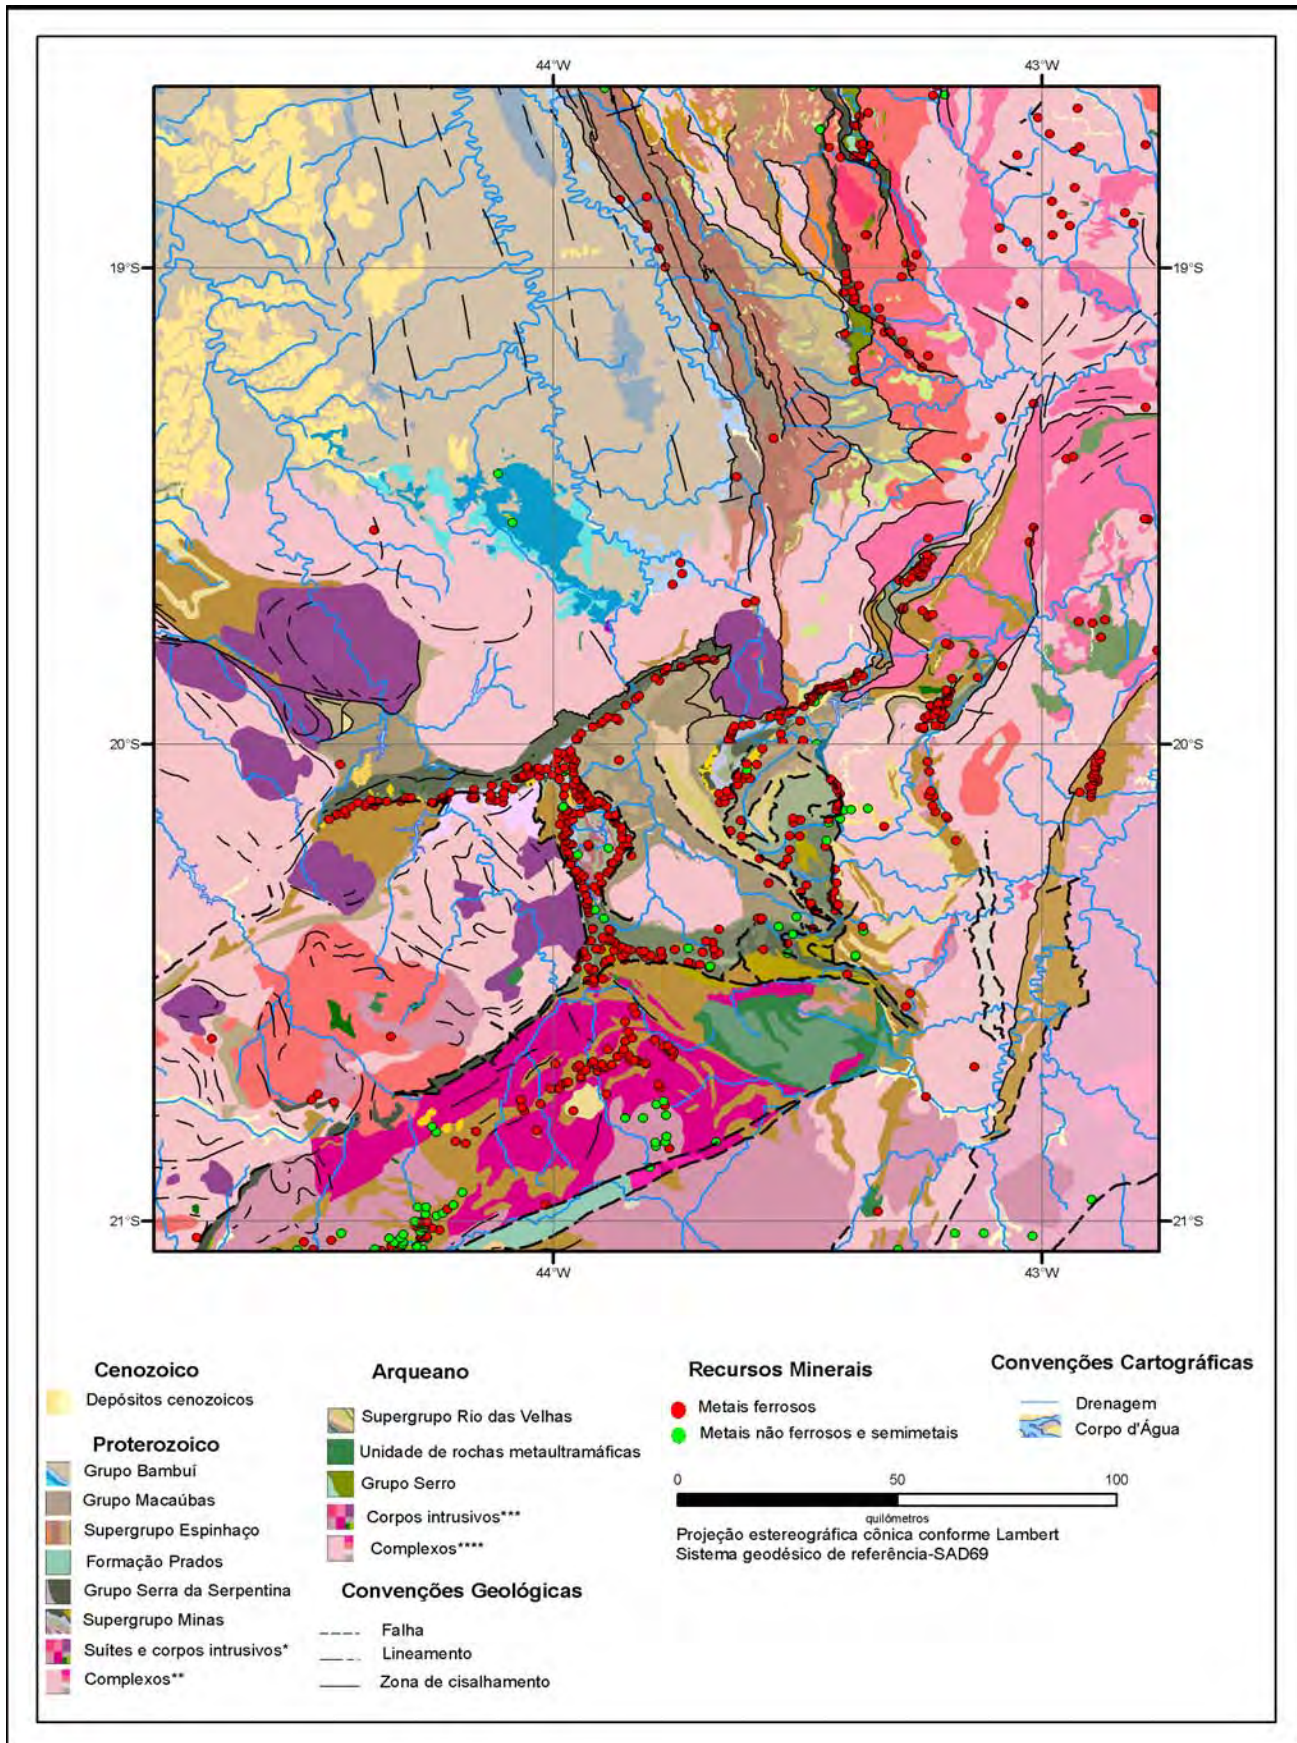 44°W
43°W
19°S
19°S
20°S
20°S
21°S
21°S
44°W
43°W
Cenozoico
Depósitos cenozoicos
Proterozoico
Grupo Bambuí
Grupo Macaúbas
Supergrupo Espinhaço
Formação Prados
Grupo Serra da Serpentina
Supergrupo Minas
Suítes e corpos intrusivos*
Complexos**
Arqueano
Supergrupo Rio das Velhas
Unidade de rochas metaultramáficas
Grupo Serro
Corpos intrusivos***
Complexos****
Convenções Geológicas
Falha
Lineamento
Zona de cisalhamento
Recursos Minerais
Metais ferrosos
Metais não ferrosos e semimetais
0 50 100
quilómetros
Projeção estereográfica cônica conforme Lambert
Sistema geodésico de referência-SAD69
Convenções Cartográficas
Drenagem
Corpo d'Água